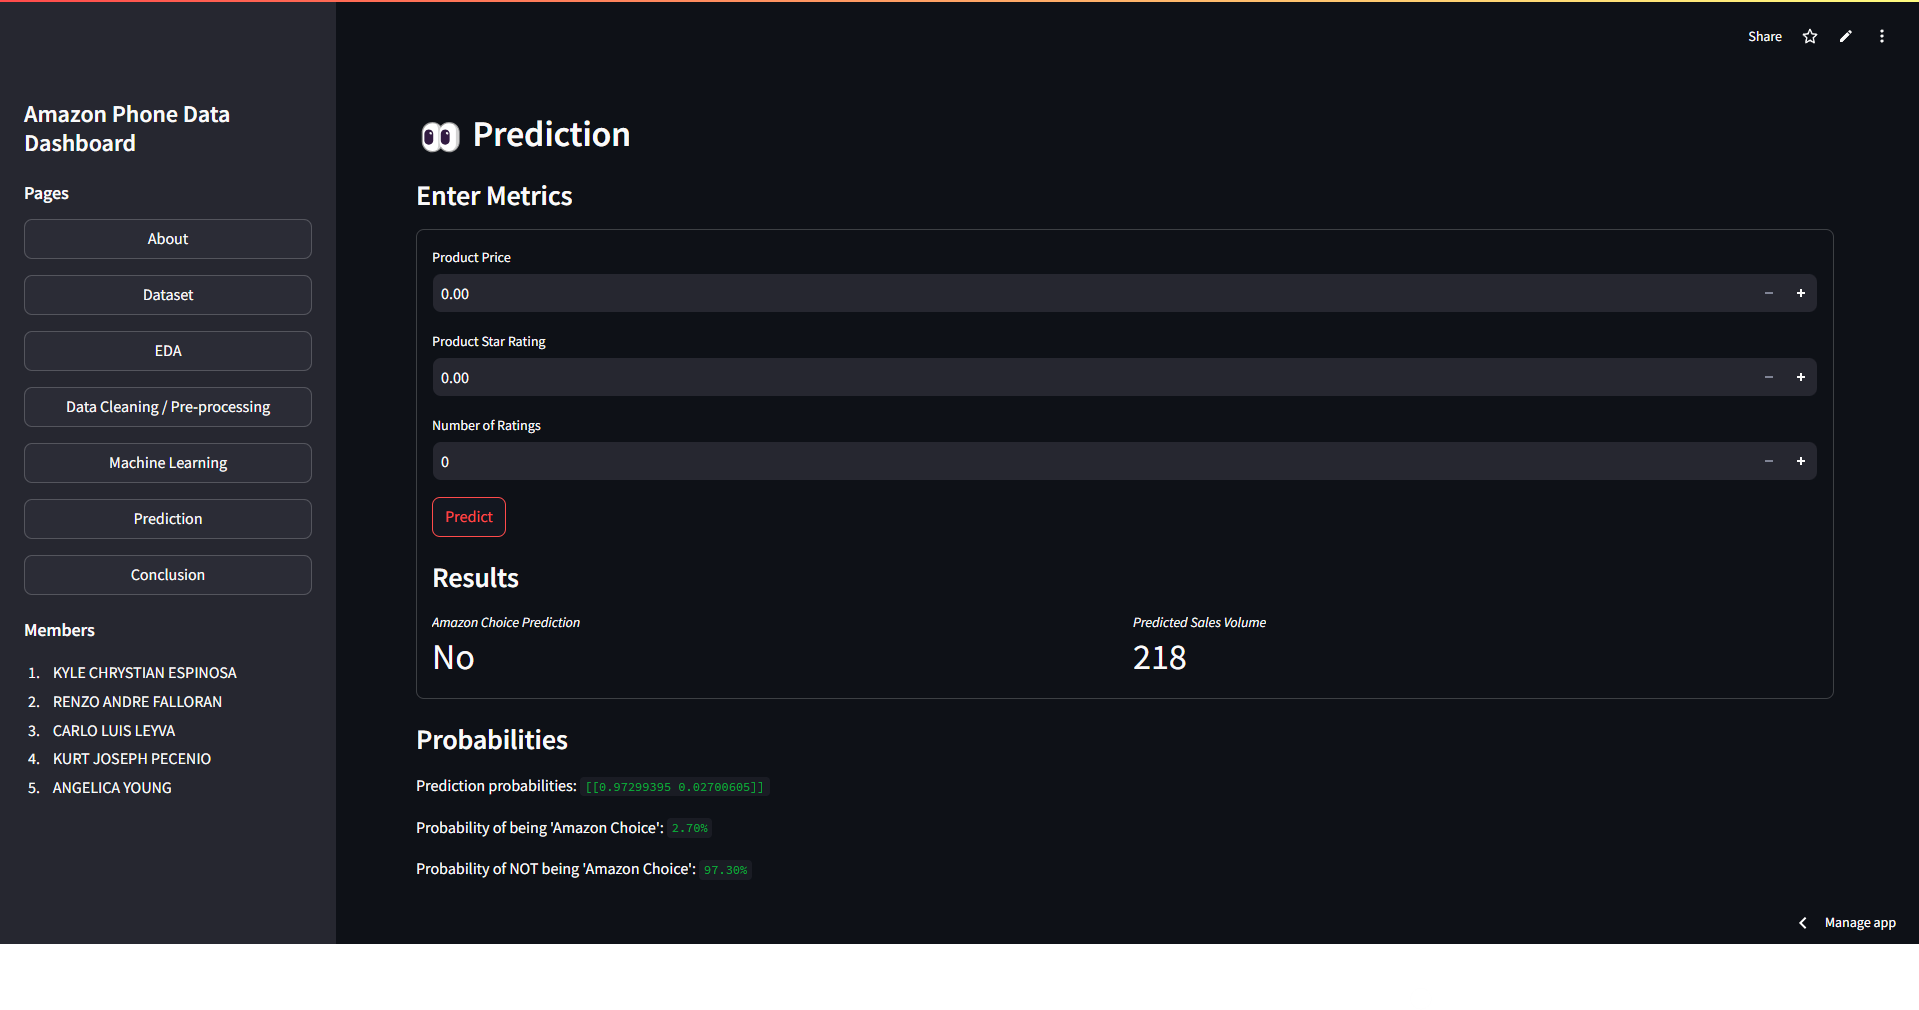 Share
Amazon Phone Data
Dashboard
Pages
About
Dataset
EDA
Data Cleaning / Pre-processing
Machine Learning
Prediction
Conclusion
Members
1. KYLE CHRYSTIAN ESPINOSA
2. RENZO ANDRE FALLORAN
3. CARLO LUIS LEYVA
4. KURT JOSEPH PECENIO
5. ANGELICA YOUNG
Prediction
Enter Metrics
Product Price
0.00
Product Star Rating
0.00
Number of Ratings
0
Predict
Results
Amazon Choice Prediction
No
Predicted Sales Volume
218
Probabilities
Prediction probabilities: [[0.97299395 0.02700605]]
Probability of being 'Amazon Choice': 2.70%
Probability of NOT being 'Amazon Choice': 97.30%
Manage app